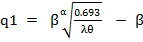 q1 = β ᵅ√(0.693/λθ) − β